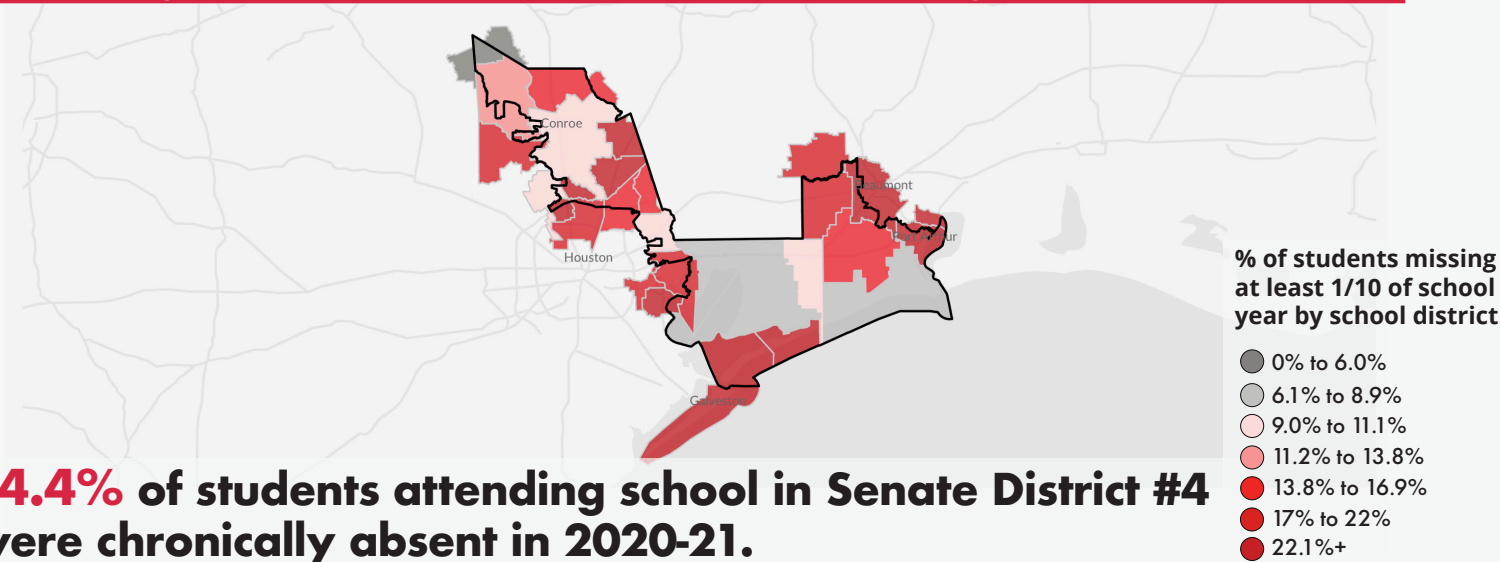 Conroe
Beaumont
Port Arthur
Houston
Galveston
% of students missing
at least 1/10 of school
year by school district
0% to 6.0%
6.1% to 8.9%
9.0% to 11.1%
11.2% to 13.8%
13.8% to 16.9%
17% to 22%
22.1%+
4.4% of students attending school in Senate District #4
were chronically absent in 2020-21.